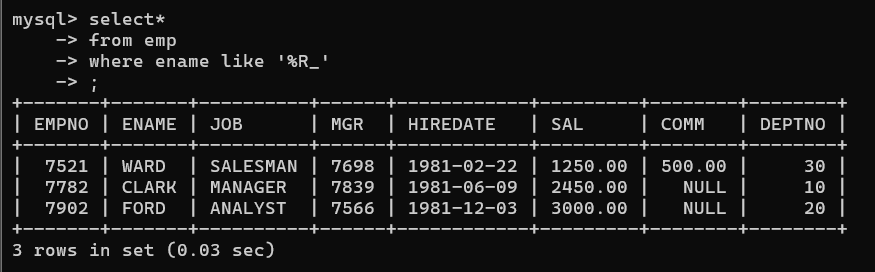 mysql> select*
    -> from emp
    -> where ename like '%R_'
    -> ;
+-------+-------+----------+------+------------+---------+--------+--------+
| EMPNO | ENAME | JOB      | MGR  | HIREDATE   | SAL     | COMM   | DEPTNO |
+-------+-------+----------+------+------------+---------+--------+--------+
|  7521 | WARD  | SALESMAN | 7698 | 1981-02-22 | 1250.00 | 500.00 |     30 |
|  7782 | CLARK | MANAGER  | 7839 | 1981-06-09 | 2450.00 |   NULL |     10 |
|  7902 | FORD  | ANALYST  | 7566 | 1981-12-03 | 3000.00 |   NULL |     20 |
+-------+-------+----------+------+------------+---------+--------+--------+
3 rows in set (0.03 sec)